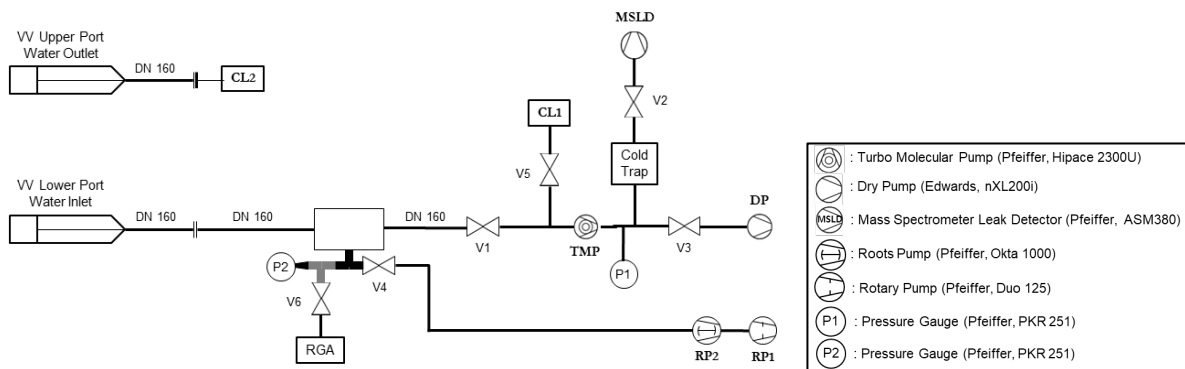 MSLD
VV Upper Port
Water Outlet
DN 160
CL2
V2
CL1
Cold
Trap
V5
VV Lower Port
Water Inlet
DN 160
DN 160
DN 160
DP
V1
TMP
V3
P2
P1
V4
V6
RGA
RP2
RP1
: Turbo Molecular Pump (Pfeiffer, Hipace 2300U)
: Dry Pump (Edwards, nXL200i)
MSLD : Mass Spectrometer Leak Detector (Pfeiffer, ASM380)
: Roots Pump (Pfeiffer, Okta 1000)
: Rotary Pump (Pfeiffer, Duo 125)
P1 : Pressure Gauge (Pfeiffer, PKR 251)
P2 : Pressure Gauge (Pfeiffer, PKR 251)